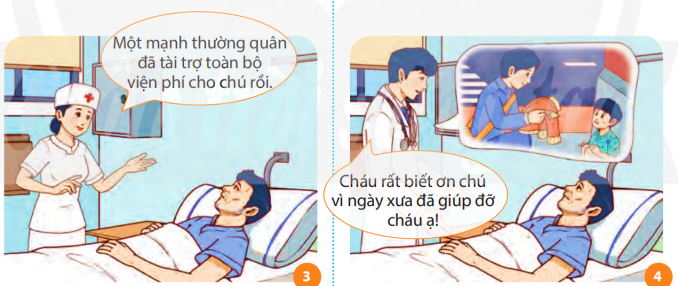 Một mạnh thường quân
đã tài trợ toàn bộ
viện phí cho chú rồi.
3
Cháu rất biết ơn chú
vì ngày xưa đã giúp đỡ
cháu ạ!
4